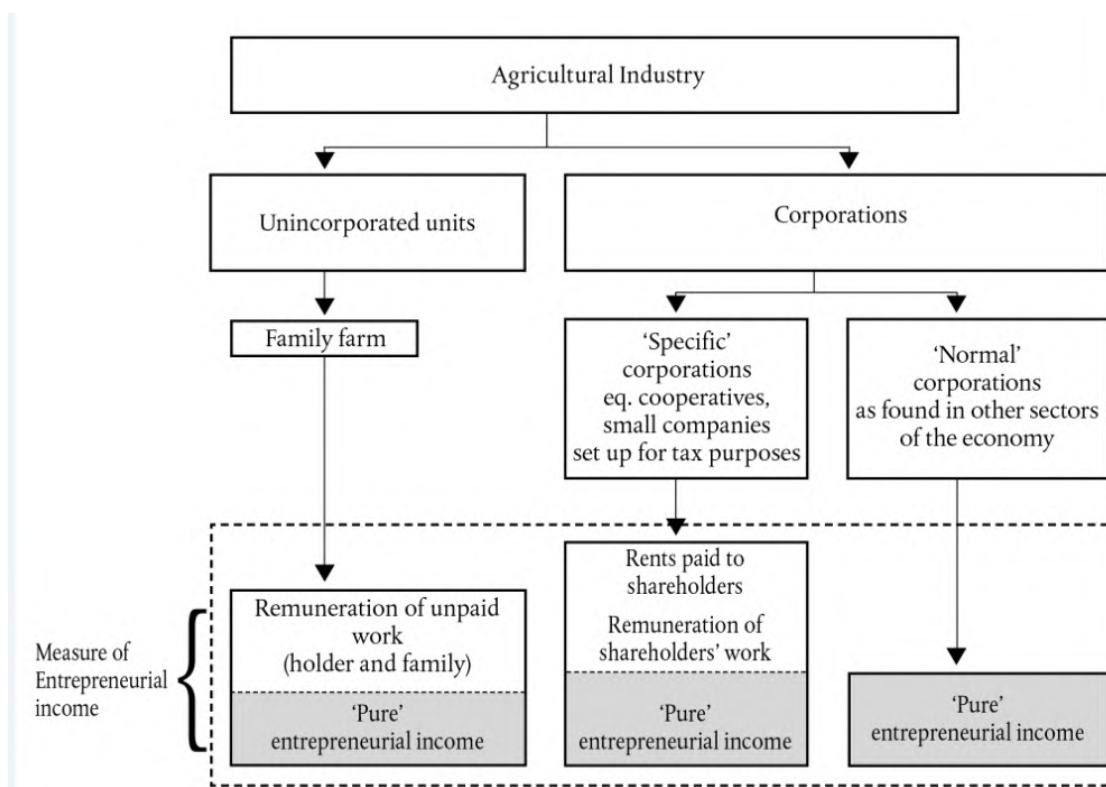 Agricultural Industry
Unincorporated units
Corporations
Family farm
‘Specific’
corporations
eq. cooperatives,
small companies
set up for tax purposes
‘Normal’
corporations
as found in other sectors
of the economy
Measure of
Entrepreneurial
income
Remuneration of unpaid
work
(holder and family)
‘Pure’
entrepreneurial income
Rents paid to
shareholders
Remuneration of
shareholders’ work
‘Pure’
entrepreneurial income
‘Pure’
entrepreneurial income